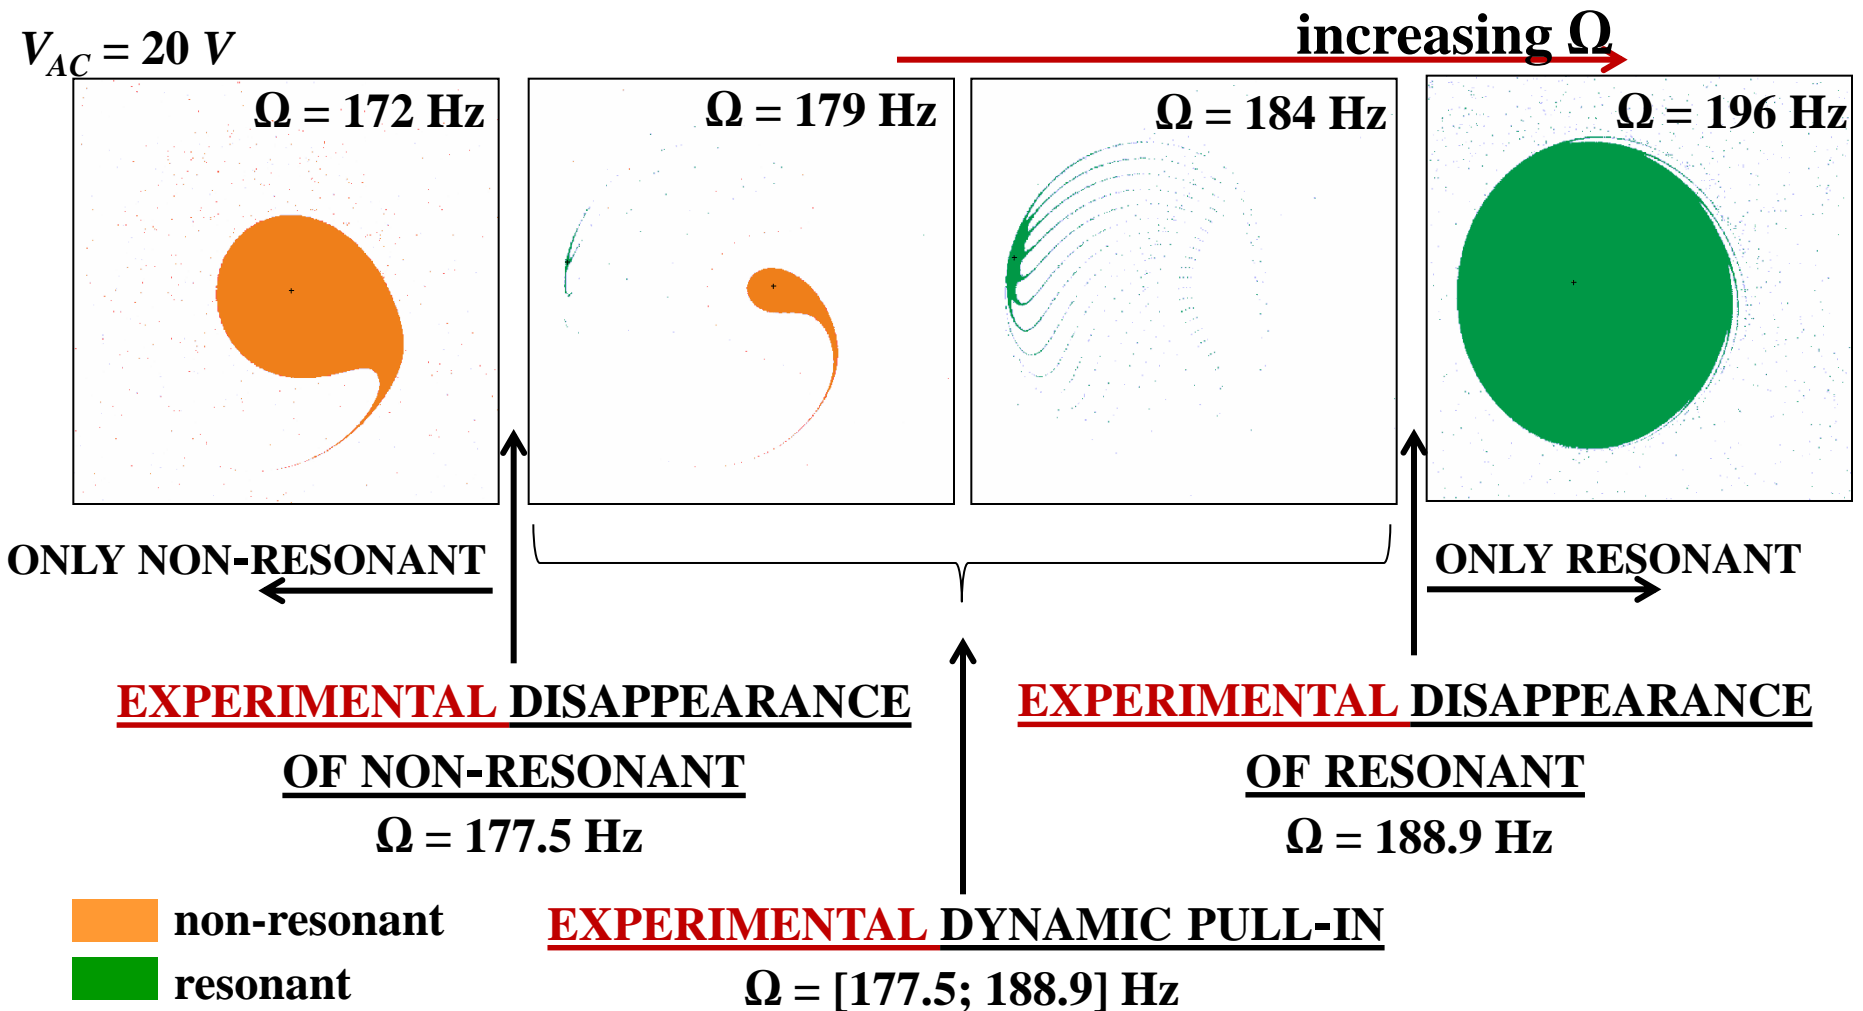 V_AC = 20 V
increasing Ω
Ω = 172 Hz
Ω = 179 Hz
Ω = 184 Hz
Ω = 196 Hz
ONLY NON-RESONANT
ONLY RESONANT
EXPERIMENTAL DISAPPEARANCE
OF NON-RESONANT
Ω = 177.5 Hz
EXPERIMENTAL DISAPPEARANCE
OF RESONANT
Ω = 188.9 Hz
non-resonant
resonant
EXPERIMENTAL DYNAMIC PULL-IN
Ω = [177.5; 188.9] Hz